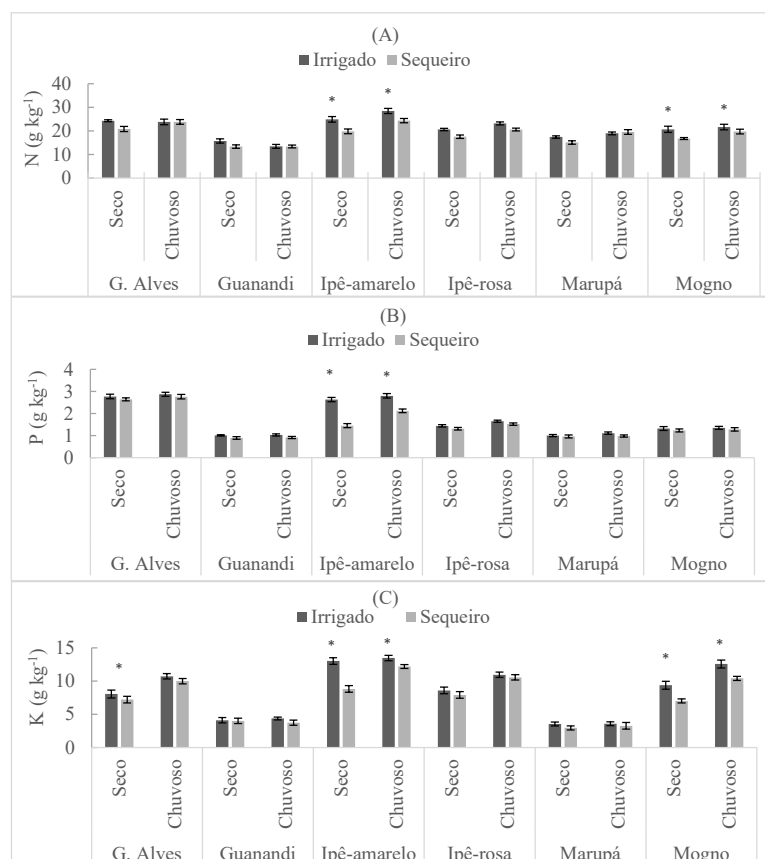 (A)
Irrigado Sequeiro
N (g kg⁻¹)
40
30
20
10
0
* * * *
Seco Chuvoso Seco Chuvoso Seco Chuvoso Seco Chuvoso Seco Chuvoso Seco Chuvoso
G. Alves Guanandi Ipê-amarelo Ipê-rosa Marupá Mogno
(B)
Irrigado Sequeiro
P (g kg⁻¹)
4
3
2
1
0
* *
Seco Chuvoso Seco Chuvoso Seco Chuvoso Seco Chuvoso Seco Chuvoso Seco Chuvoso
G. Alves Guanandi Ipê-amarelo Ipê-rosa Marupá Mogno
(C)
Irrigado Sequeiro
K (g kg⁻¹)
15
10
5
0
* * * * *
Seco Chuvoso Seco Chuvoso Seco Chuvoso Seco Chuvoso Seco Chuvoso Seco Chuvoso
G. Alves Guanandi Ipê-amarelo Ipê-rosa Marupá Mogno